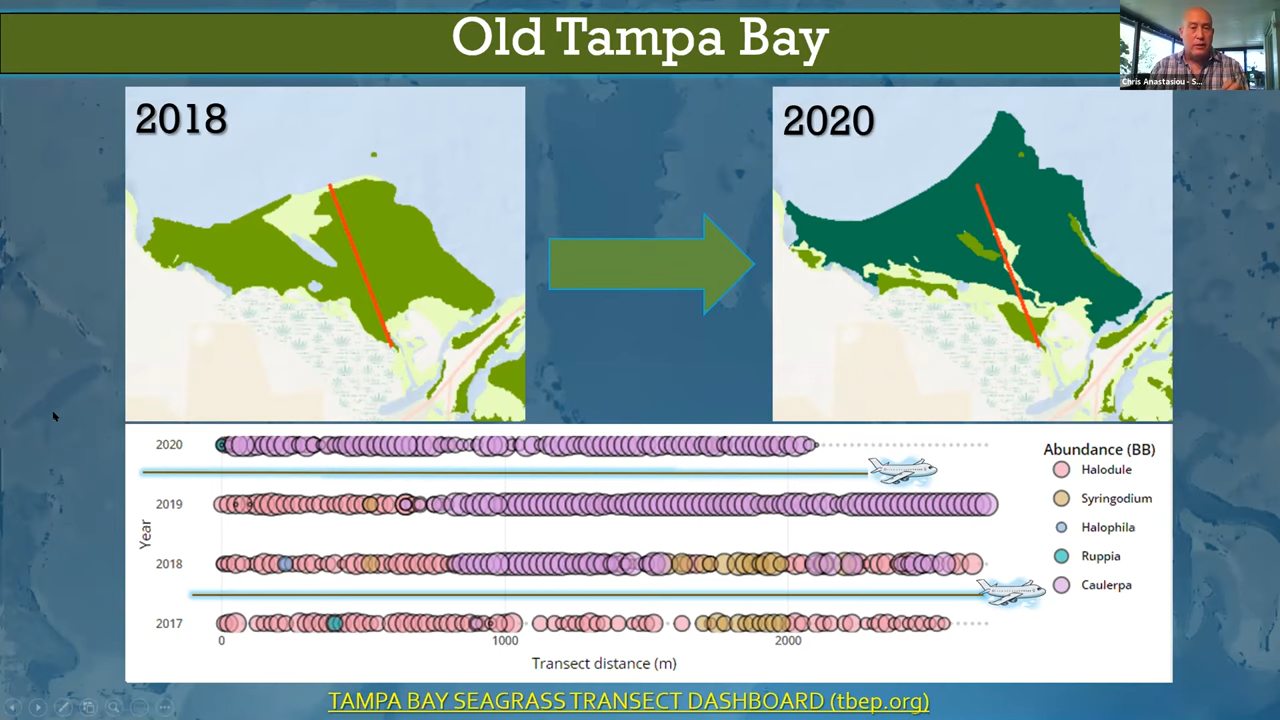 Old Tampa Bay
Chris Anastasiou - S...
2018
2020
2020
2019
2018
2017
Year
0
1000
2000
Transect distance (m)
Abundance (BB)
Halodule
Syringodium
Halophila
Ruppia
Caulerpa
TAMPA BAY SEAGRASS TRANSECT DASHBOARD (tbep.org)